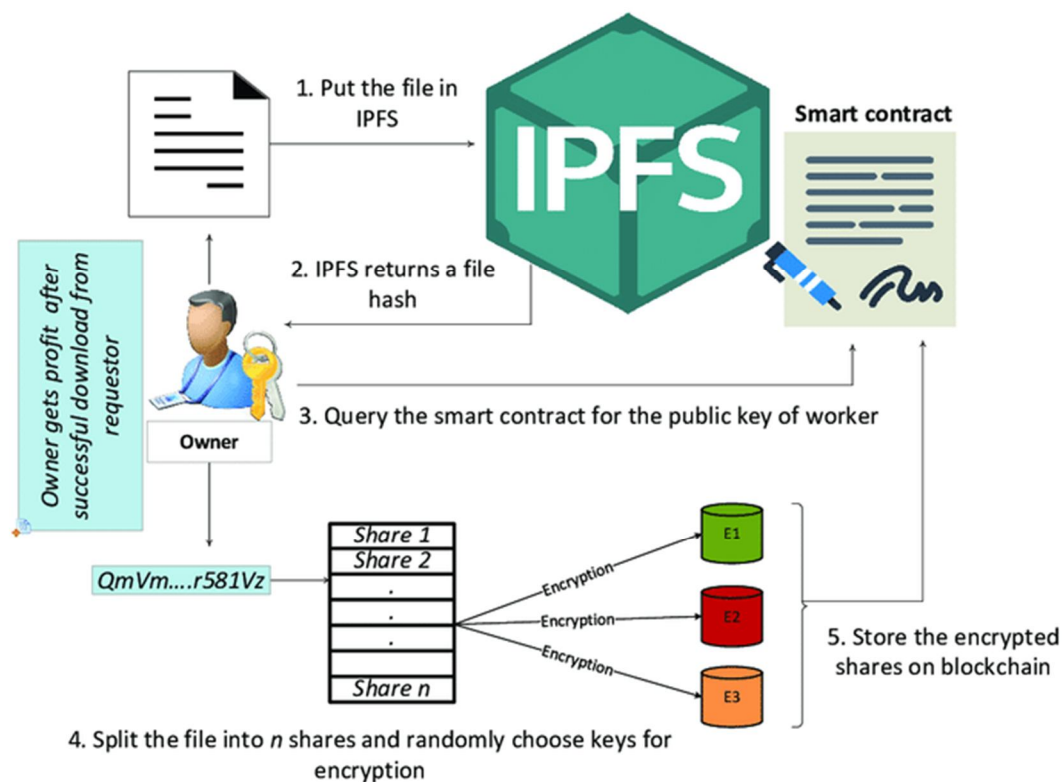 1. Put the file in
IPFS
IPFS
Smart contract
2. IPFS returns a file
hash
Owner gets profit after
successful download from
requestor
Owner
3. Query the smart contract for the public key of worker
QmVm....r581Vz
Share 1
Share 2
.
.
.
Share n
Encryption
Encryption
Encryption
E1
E2
E3
5. Store the encrypted
shares on blockchain
4. Split the file into n shares and randomly choose keys for
encryption